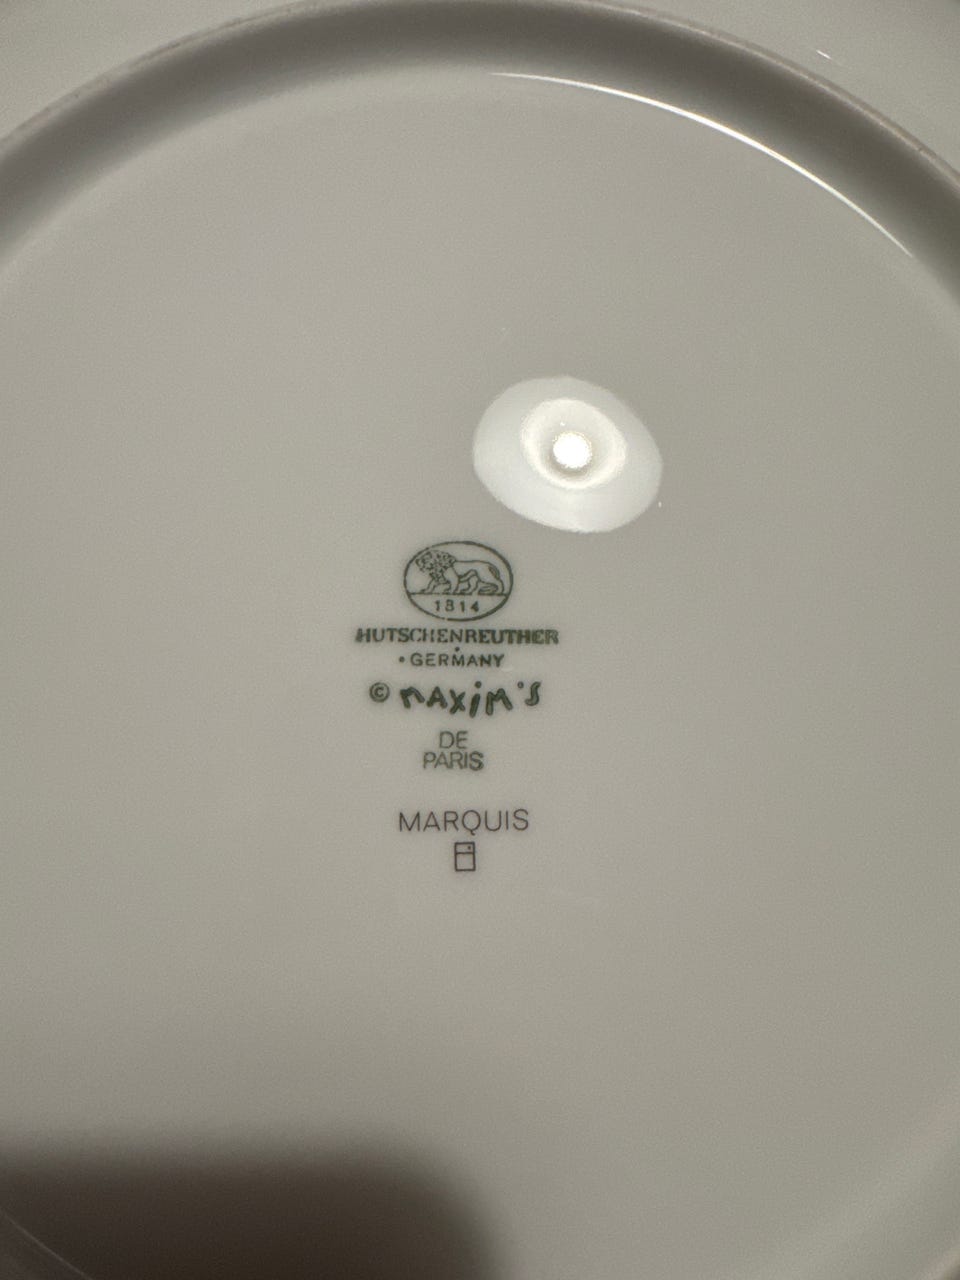 1814
HUTSCHENREUTHER
• GERMANY
© MAXIM'S
DE
PARIS
MARQUIS